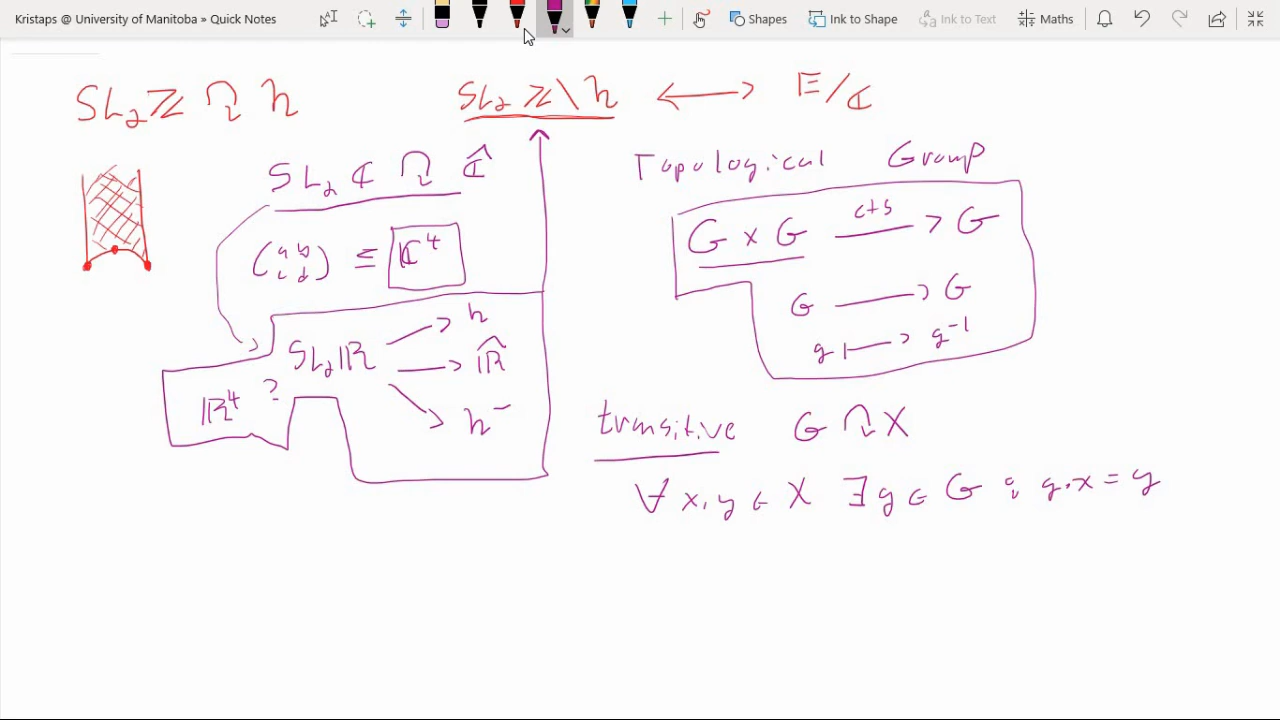 Kristaps @ University of Manitoba » Quick Notes
Shapes Ink to Shape Ink to Text Maths
SL₂ℤ ↷ h SL₂ℤ\h ⟷ E/ℂ
SL₂ℂ ↷ ℂ̂
(a b c d) ⊆ ℂ⁴
SL₂ℝ → h
→ ℝ̂
→ h⁻
ℝ⁴ ?
Topological Group
G × G cts → G
G → G
g ↦ g⁻¹
transitive G ↷ X
∀ x, y ∈ X ∃ g ∈ G : g.x = y